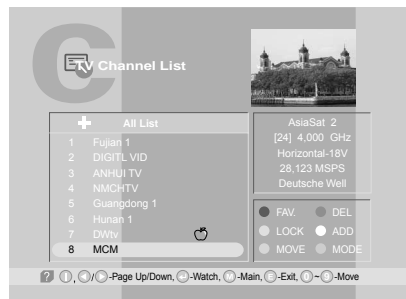 TV Channel List
All List
1 Fujian 1
2 DIGITL VID
3 ANHUI TV
4 NMCHTV
5 Guangdong 1
6 Hunan 1
7 DWtv
8 MCM
AsiaSat 2
[24] 4,000 GHz
Horizontal-18V
28,123 MSPS
Deutsche Well
FAV. DEL
LOCK ADD
MOVE MODE
-Page Up/Down, -Watch, M-Main, E-Exit, 0~9-Move